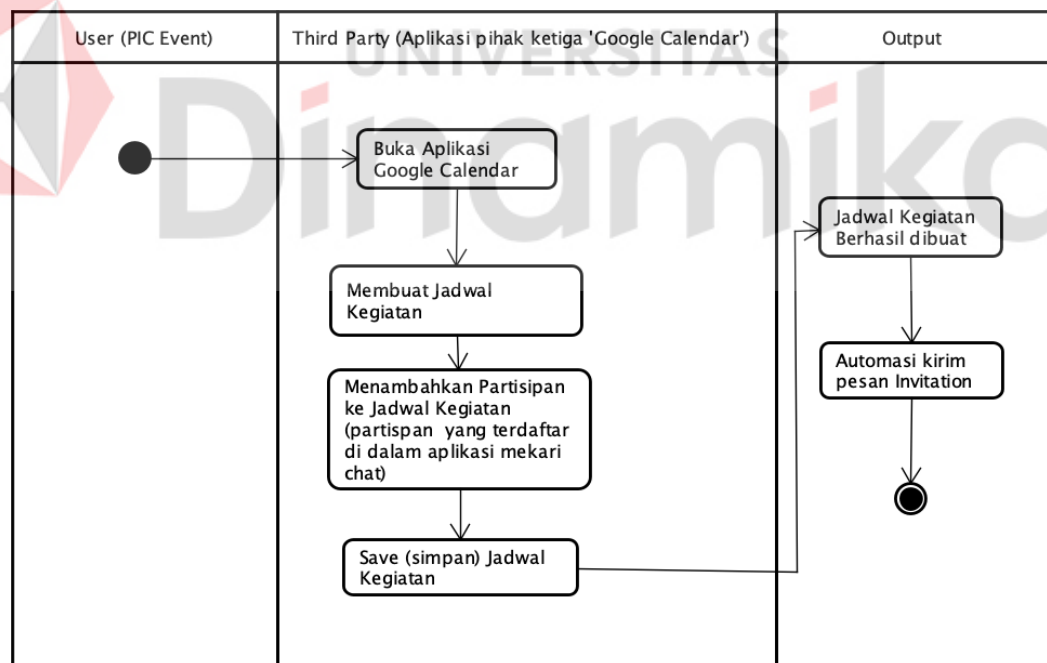 UNIVERSITAS
Dinamika
User (PIC Event)
Third Party (Aplikasi pihak ketiga 'Google Calendar')
Output
Buka Aplikasi
Google Calendar
Membuat Jadwal
Kegiatan
Menambahkan Partisipan
ke Jadwal Kegiatan
(partispan yang terdaftar
di dalam aplikasi mekari
chat)
Save (simpan) Jadwal
Kegiatan
Jadwal Kegiatan
Berhasil dibuat
Automasi kirim
pesan Invitation